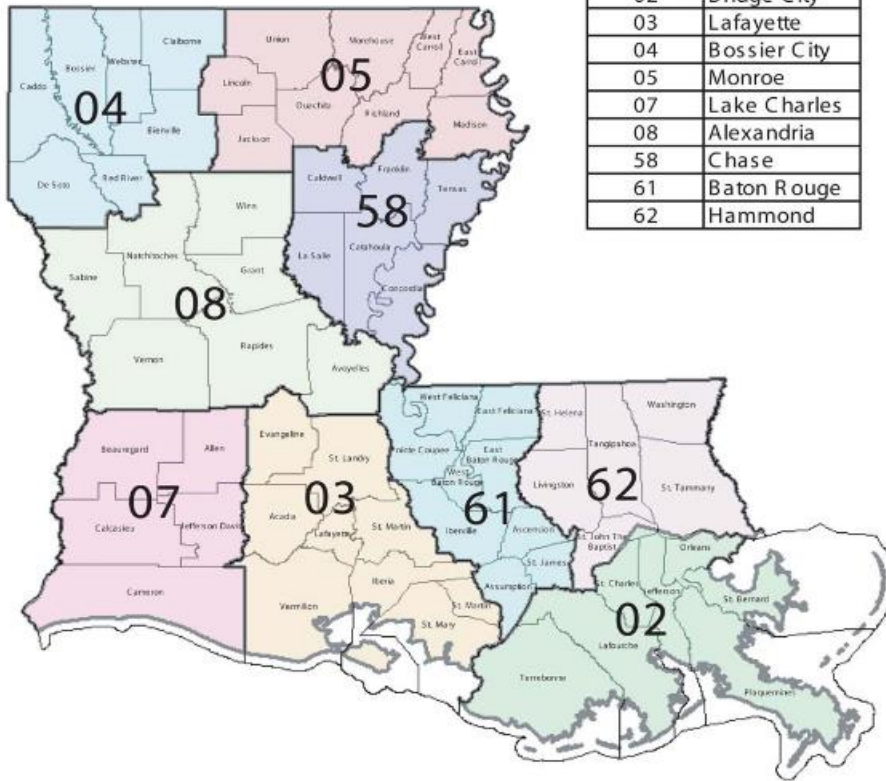 02 Bridge City
03 Lafayette
04 Bossier City
05 Monroe
07 Lake Charles
08 Alexandria
58 Chase
61 Baton Rouge
62 Hammond
Caddo
Bossier
Webster
Claiborne
04
Bienville
De Soto
Red River
Union
Morehouse
West
Carroll
East
Carroll
Lincoln
05
Ouachita
Richland
Jackson
Madison
Caldwell
Franklin
Tensas
58
La Salle
Catahoula
Concordia
Winn
Natchitoches
Sabine
Grant
08
Vernon
Rapides
Avoyelles
Beauregard
Allen
07
Calcasieu
Jefferson Davis
Cameron
Evangeline
St. Landry
03
Acadia
Lafayette
St. Martin
Iberia
Vermilion
St. Martin
St. Mary
West Feliciana
East Feliciana
ointe Coupee
East
Baton Rouge
West
Baton Rouge
61
Iberville
Ascension
St. James
Assumption
St. Helena
Washington
Tangipahoa
Livingston
62
St. Tammany
St. John The
Baptist
Orleans
St. Charles
Jefferson
St. Bernard
02
Lafourche
Terrebonne
Plaquemines